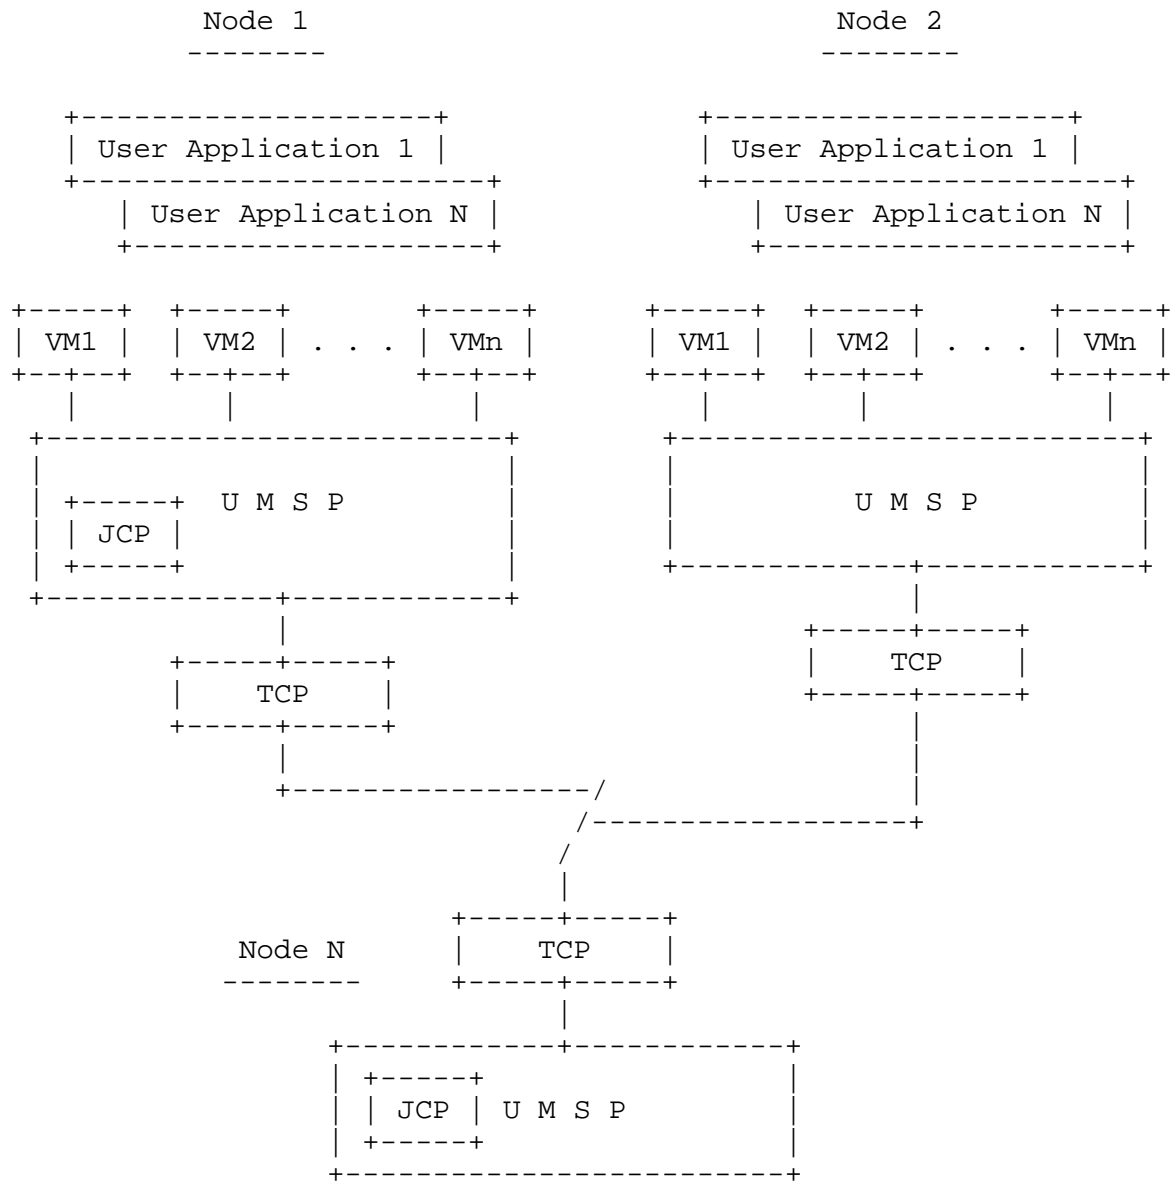 Node 1 Node 2
User Application 1 User Application 1
User Application N User Application N
VM1 VM2 . . . VMn VM1 VM2 . . . VMn
U M S P U M S P
JCP
TCP
TCP
Node N TCP
JCP U M S P